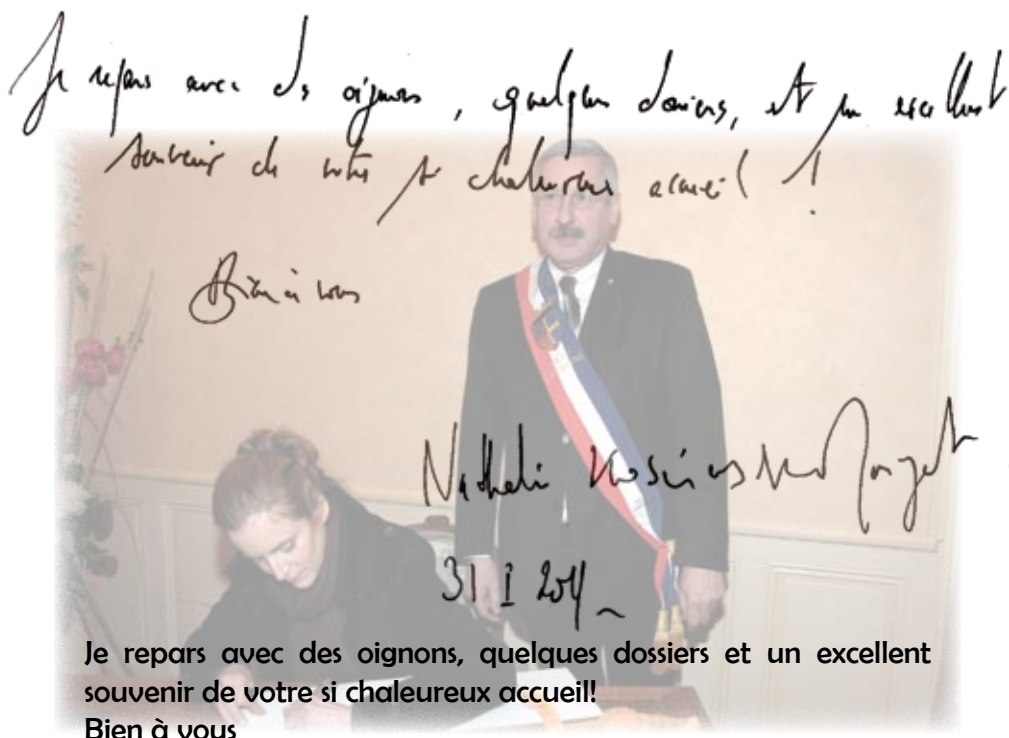 Je repars avec des oignons, quelques dossiers, et un excellent
souvenir de votre si chaleureux accueil !
Bien à vous
Nathalie Kosciusko Morizet
31 I 2011
Je repars avec des oignons, quelques dossiers et un excellent
souvenir de votre si chaleureux accueil!
Bien à vous